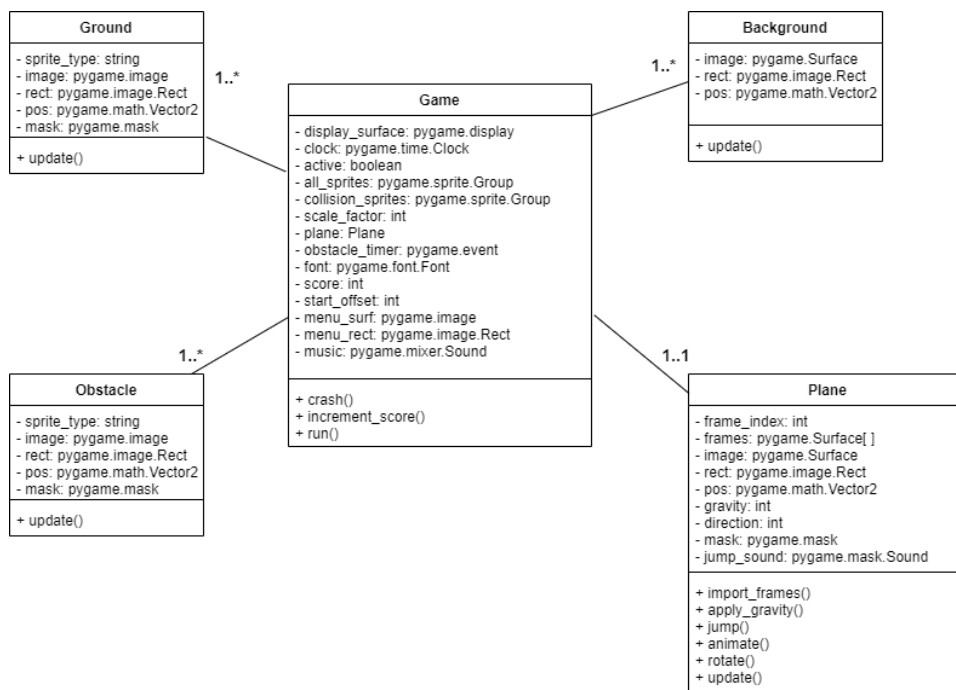 Ground
- sprite_type: string
- image: pygame.image
- rect: pygame.image.Rect
- pos: pygame.math.Vector2
- mask: pygame.mask
+ update()
1..*
Background
- image: pygame.Surface
- rect: pygame.image.Rect
- pos: pygame.math.Vector2
+ update()
1..*
Game
- display_surface: pygame.display
- clock: pygame.time.Clock
- active: boolean
- all_sprites: pygame.sprite.Group
- collision_sprites: pygame.sprite.Group
- scale_factor: int
- plane: Plane
- obstacle_timer: pygame.event
- font: pygame.font.Font
- score: int
- start_offset: int
- menu_surf: pygame.image
- menu_rect: pygame.image.Rect
- music: pygame.mixer.Sound
+ crash()
+ increment_score()
+ run()
1..*
Obstacle
- sprite_type: string
- image: pygame.image
- rect: pygame.image.Rect
- pos: pygame.math.Vector2
- mask: pygame.mask
+ update()
1..1
Plane
- frame_index: int
- frames: pygame.Surface[ ]
- image: pygame.Surface
- rect: pygame.image.Rect
- pos: pygame.math.Vector2
- gravity: int
- direction: int
- mask: pygame.mask
- jump_sound: pygame.mask.Sound
+ import_frames()
+ apply_gravity()
+ jump()
+ animate()
+ rotate()
+ update()